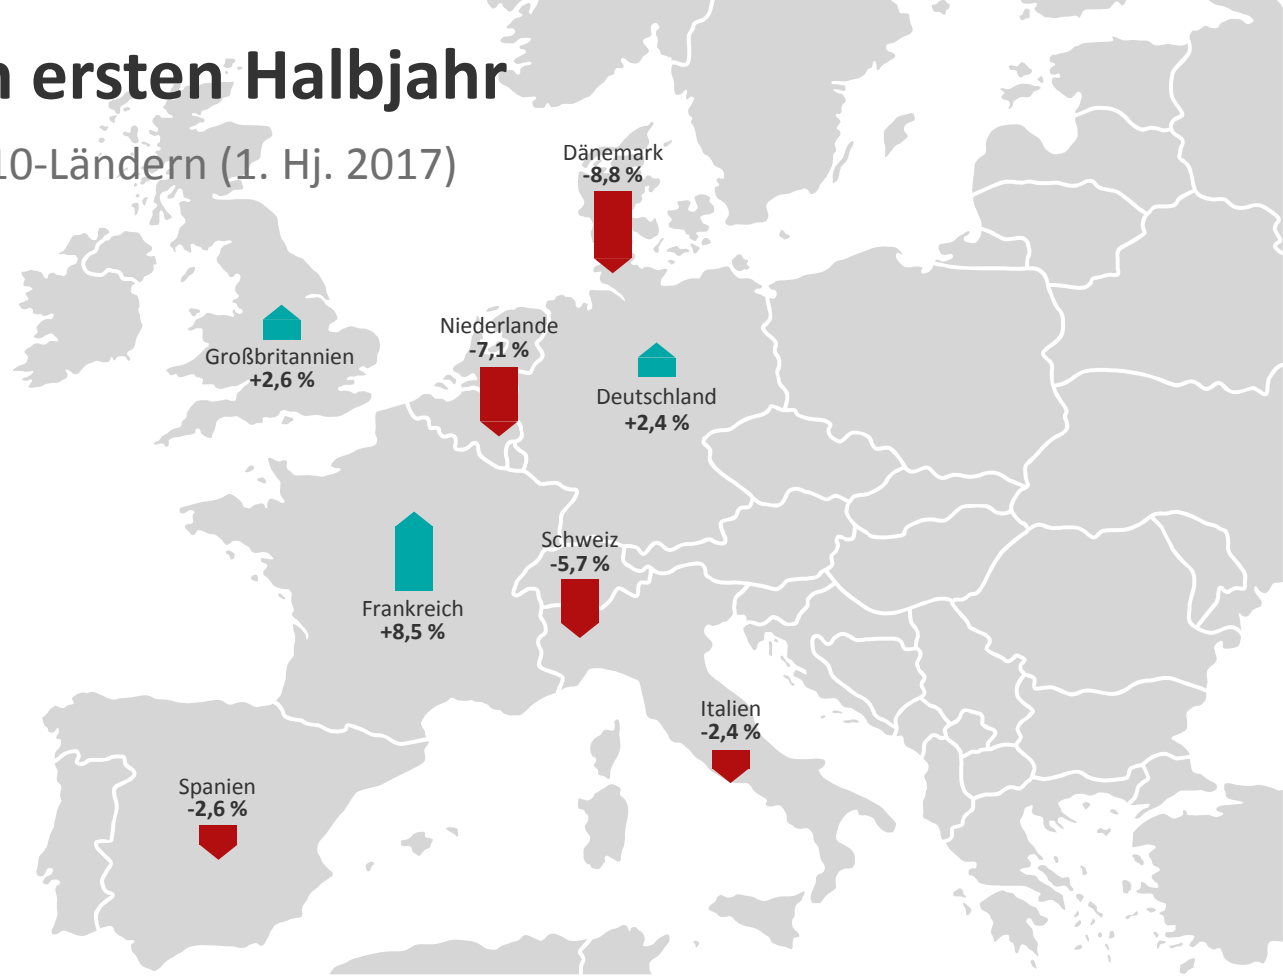 n ersten Halbjahr
10-Ländern (1. Hj. 2017)
Dänemark
-8,8 %
Niederlande
-7,1 %
Großbritannien
+2,6 %
Deutschland
+2,4 %
Schweiz
-5,7 %
Frankreich
+8,5 %
Italien
-2,4 %
Spanien
-2,6 %